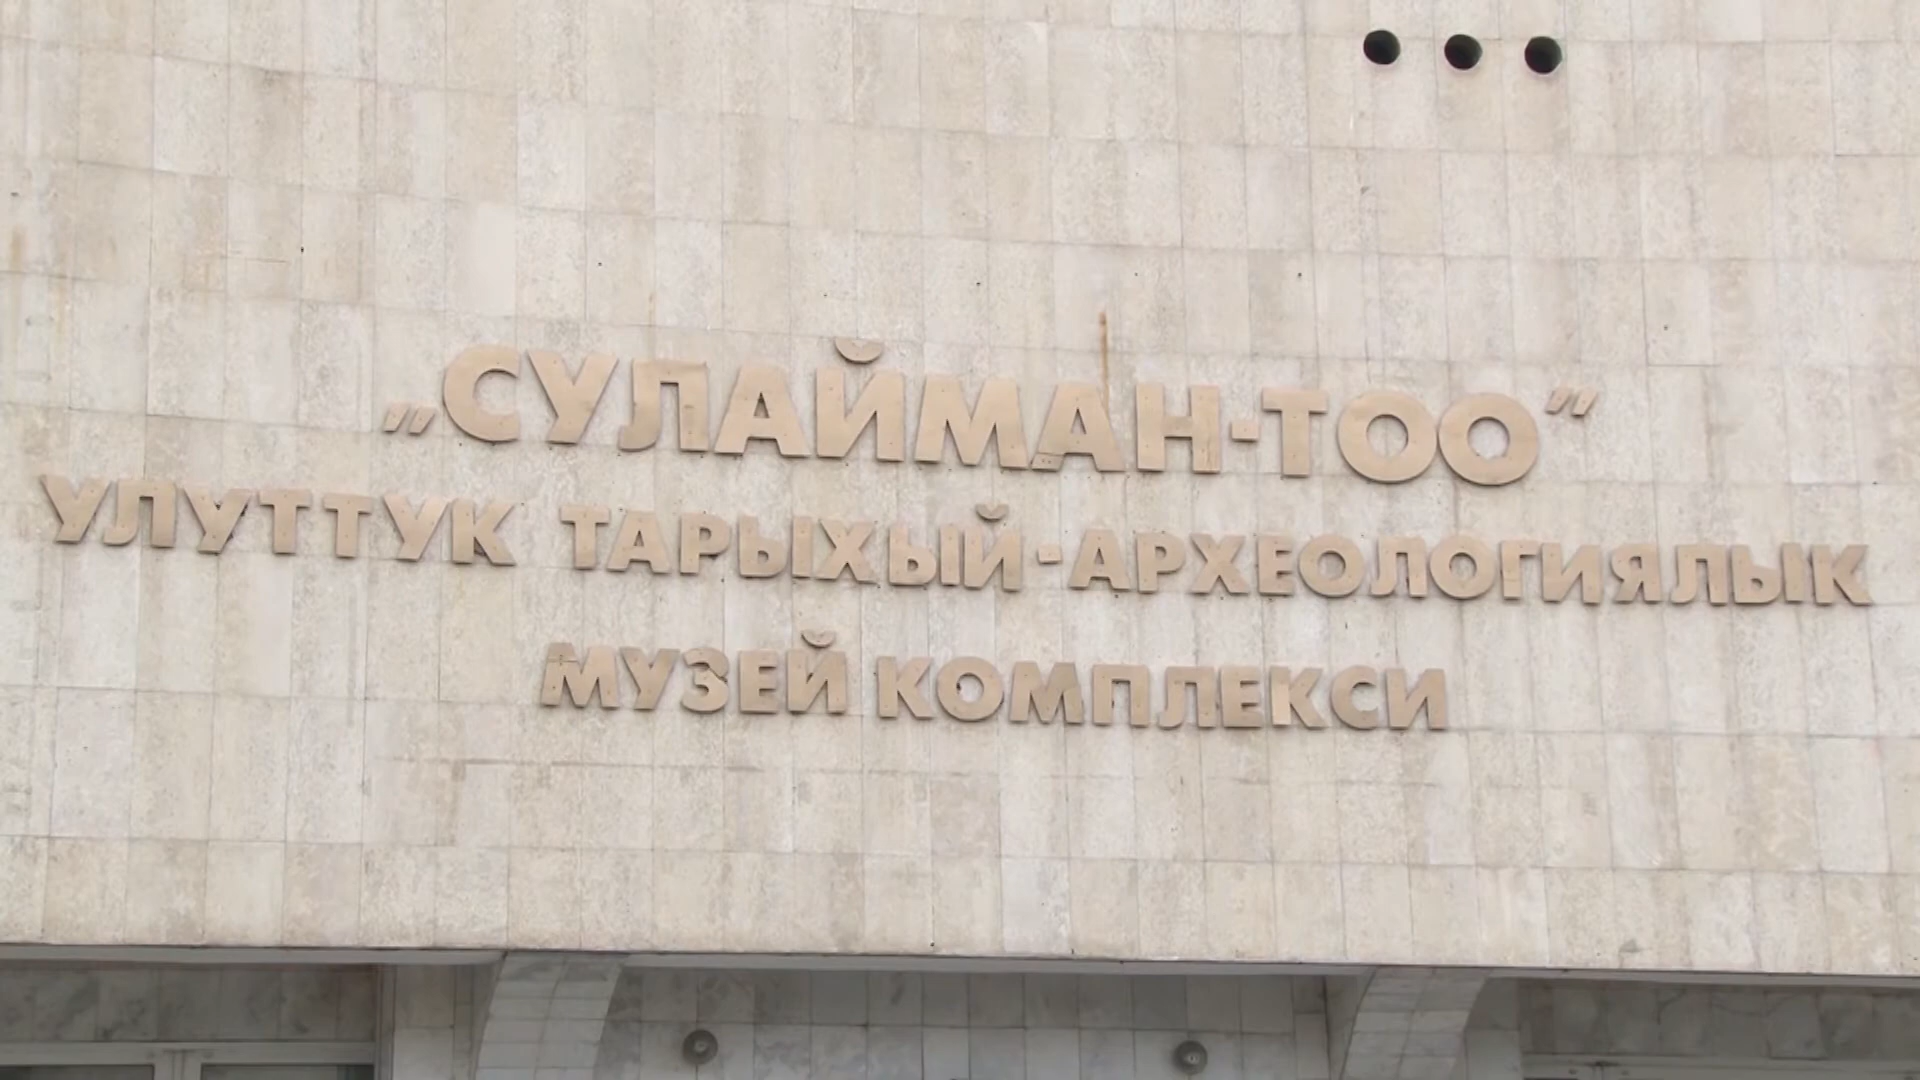 „СУЛАЙМАН-ТОО”
УЛУТТУК ТАРЫХЫЙ-АРХЕОЛОГИЯЛЫК
МУЗЕЙ КОМПЛЕКСИ